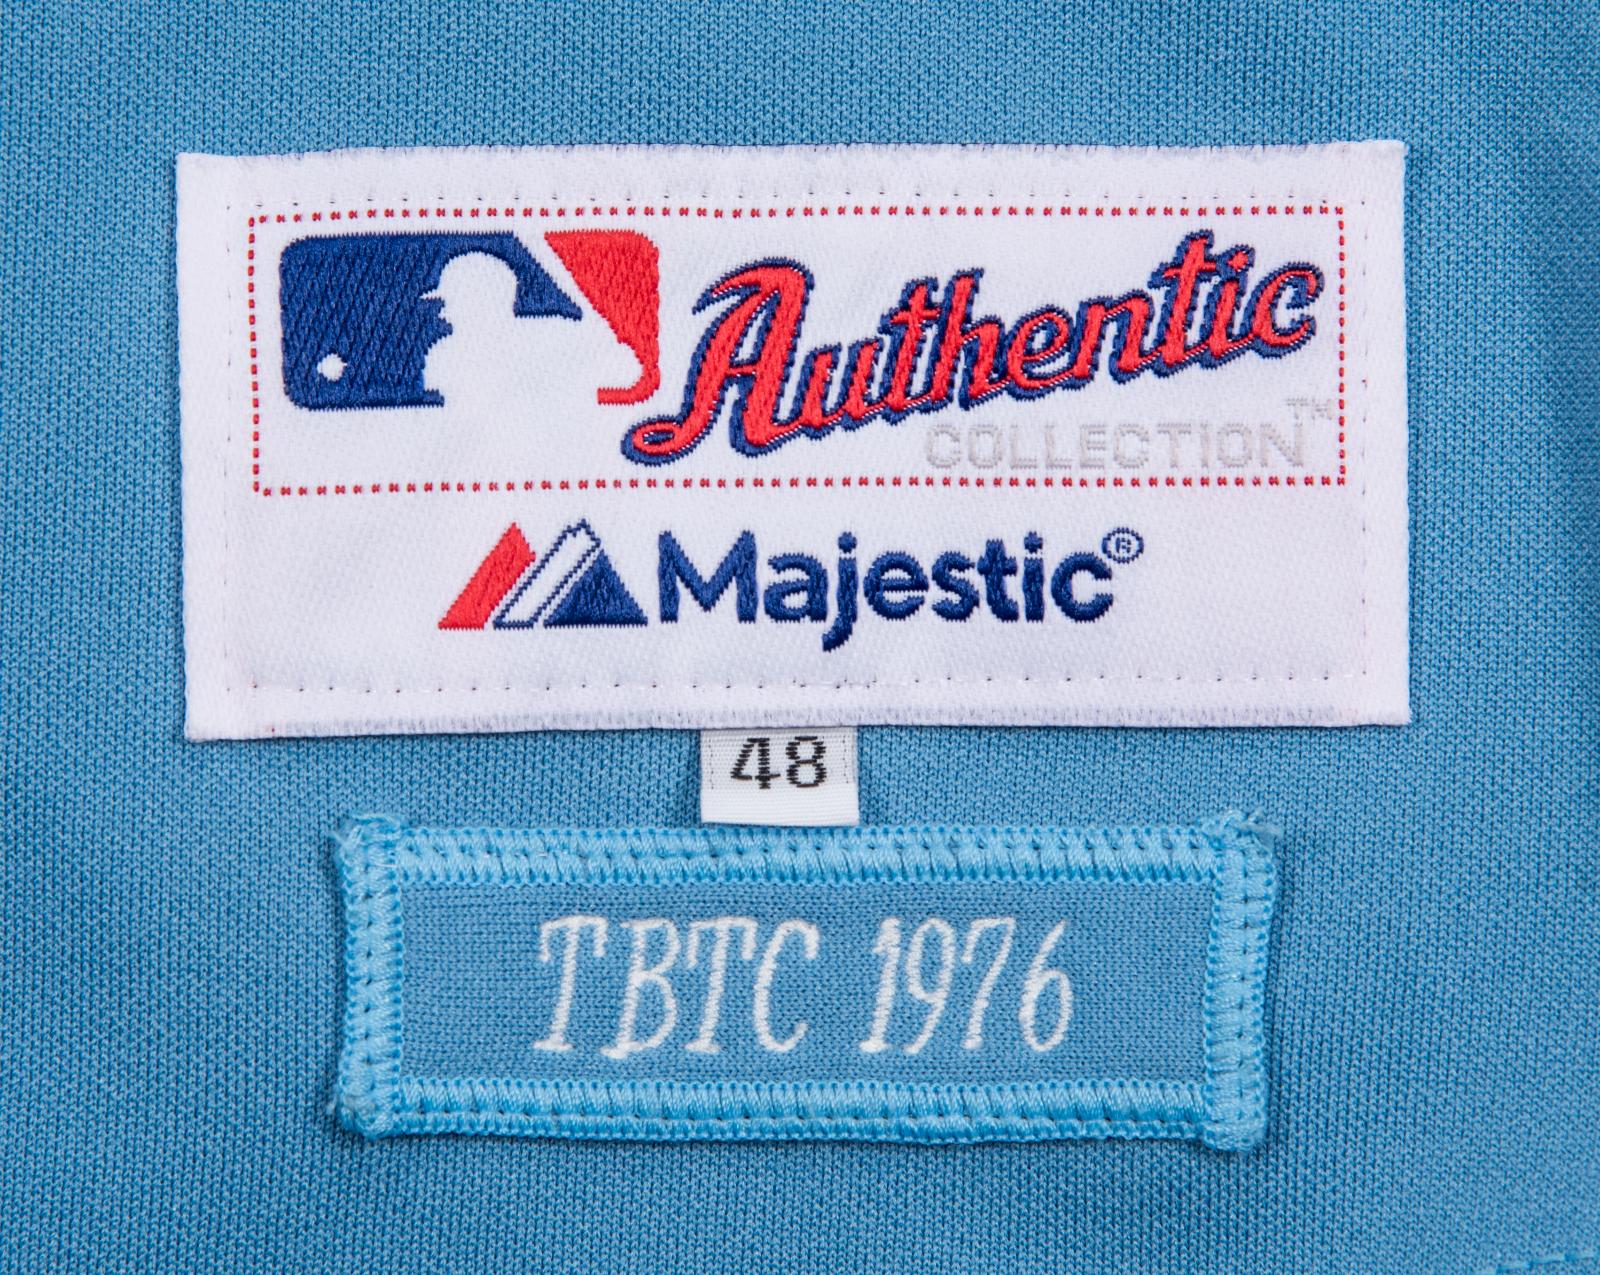 Authentic
COLLECTION™
Majestic®
48
TBTC 1976